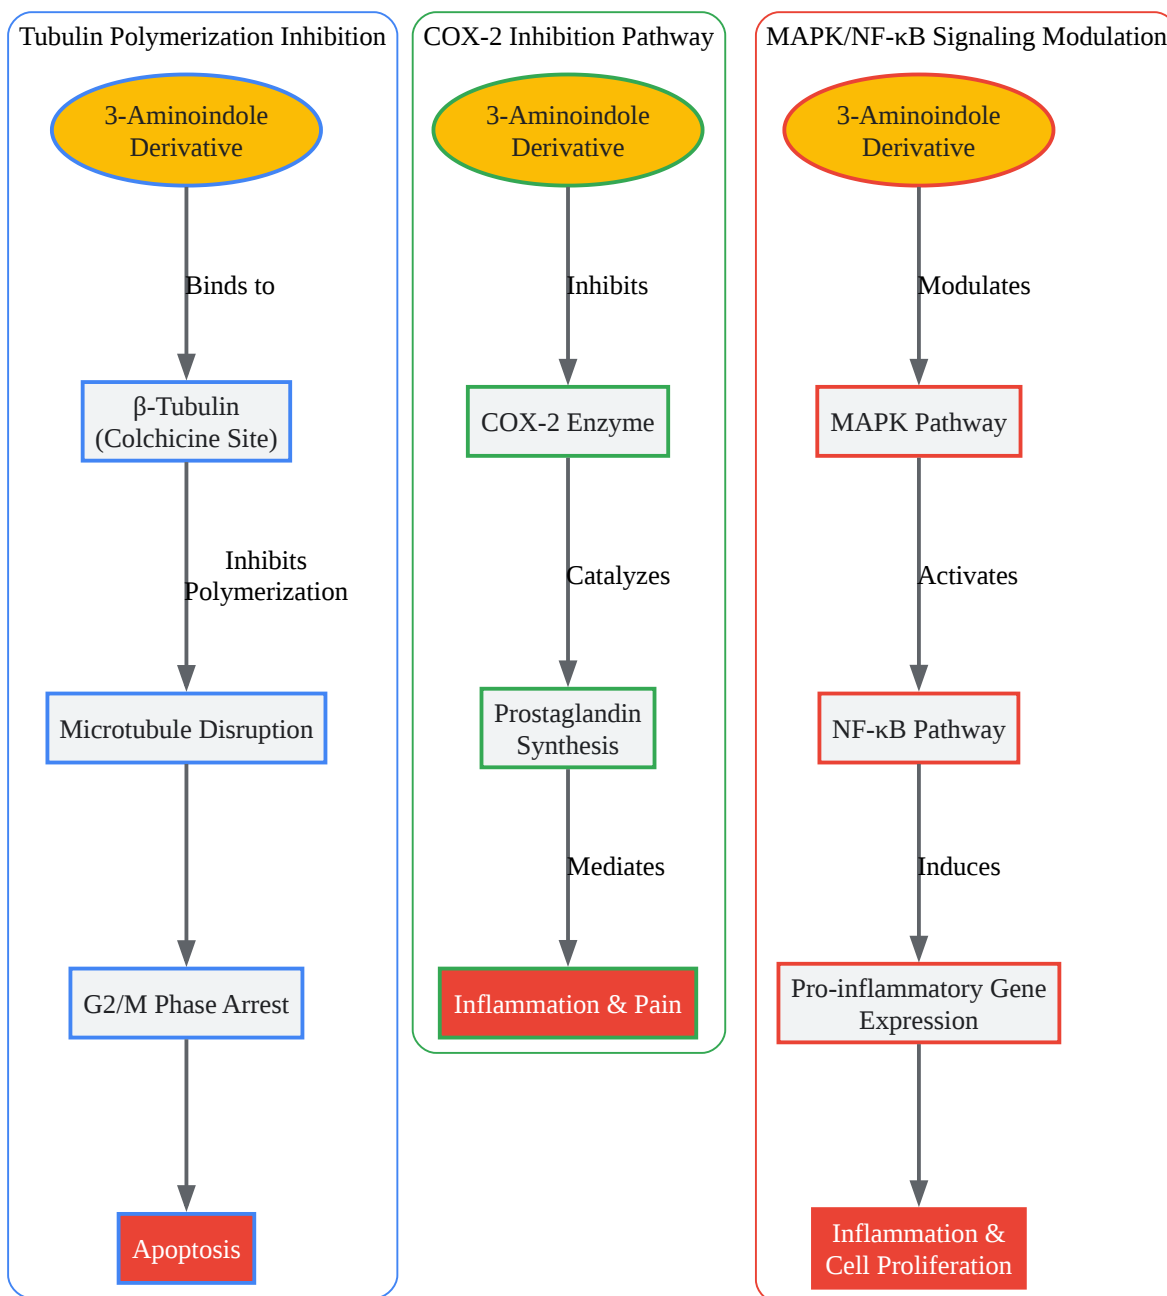 Tubulin Polymerization Inhibition
3-Aminoindole
Derivative
Binds to
β-Tubulin
(Colchicine Site)
Inhibits
Polymerization
Microtubule Disruption
G2/M Phase Arrest
Apoptosis
COX-2 Inhibition Pathway
3-Aminoindole
Derivative
Inhibits
COX-2 Enzyme
Catalyzes
Prostaglandin
Synthesis
Mediates
Inflammation & Pain
MAPK/NF-κB Signaling Modulation
3-Aminoindole
Derivative
Modulates
MAPK Pathway
Activates
NF-κB Pathway
Induces
Pro-inflammatory Gene
Expression
Inflammation &
Cell Proliferation